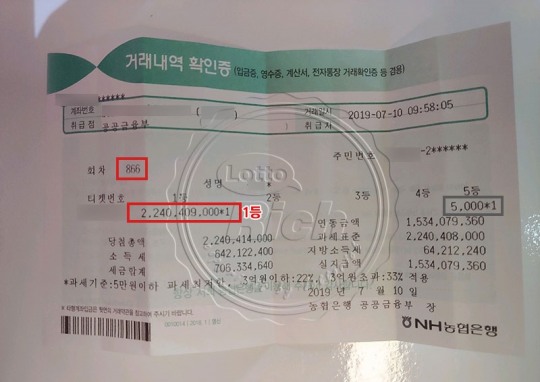 거래내역 확인증 (입금증, 영수증, 계산서, 전자통장 거래확인증 등 겸용)
계좌번호 ( ) 거래일시 2019-07-10 09:58:05
취급점 공공금융부 취급자
주민번호 -2******
회차 866 성명 *
티켓번호 1등 2등 3등 4등 5등
2,240,409,000*1 1등 5,000*1
연동금액 1,534,079,360
당첨총액 2,240,414,000 과세표준 2,240,408,000
소득세 642,122,400 지방소득세 64,212,240
세금합계 706,334,640 실지급액 1,534,079,360
*과세기준:5만원이하 과세되지않, 3억원이하:22%, 3억원초과:33% 적용
2019 년 7 월 10 일
농협은행 공공금융부 장
NH농협은행
Lotto
Rich